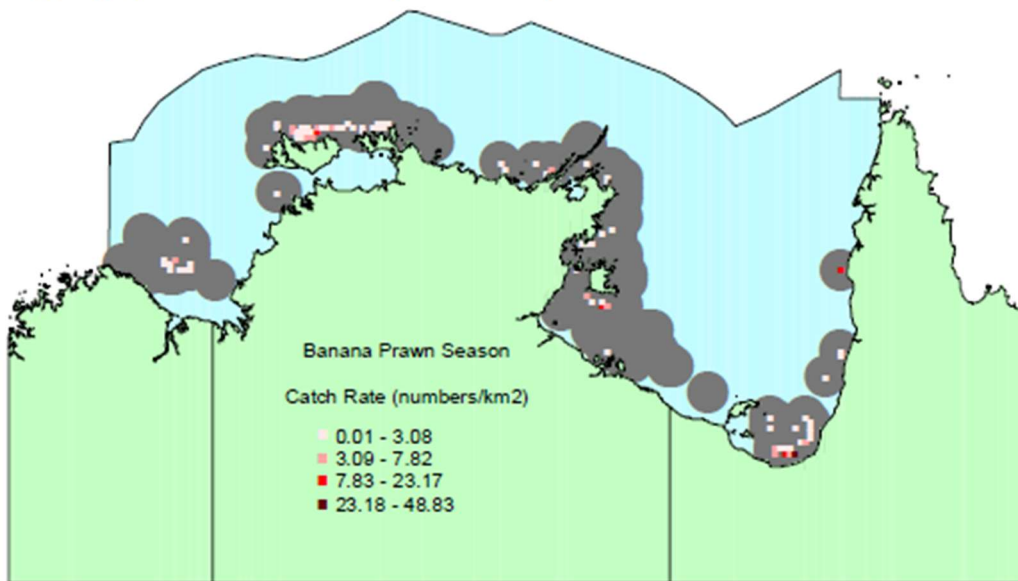 Banana Prawn Season
Catch Rate (numbers/km2)
0.01 - 3.08
3.09 - 7.82
7.83 - 23.17
23.18 - 48.83